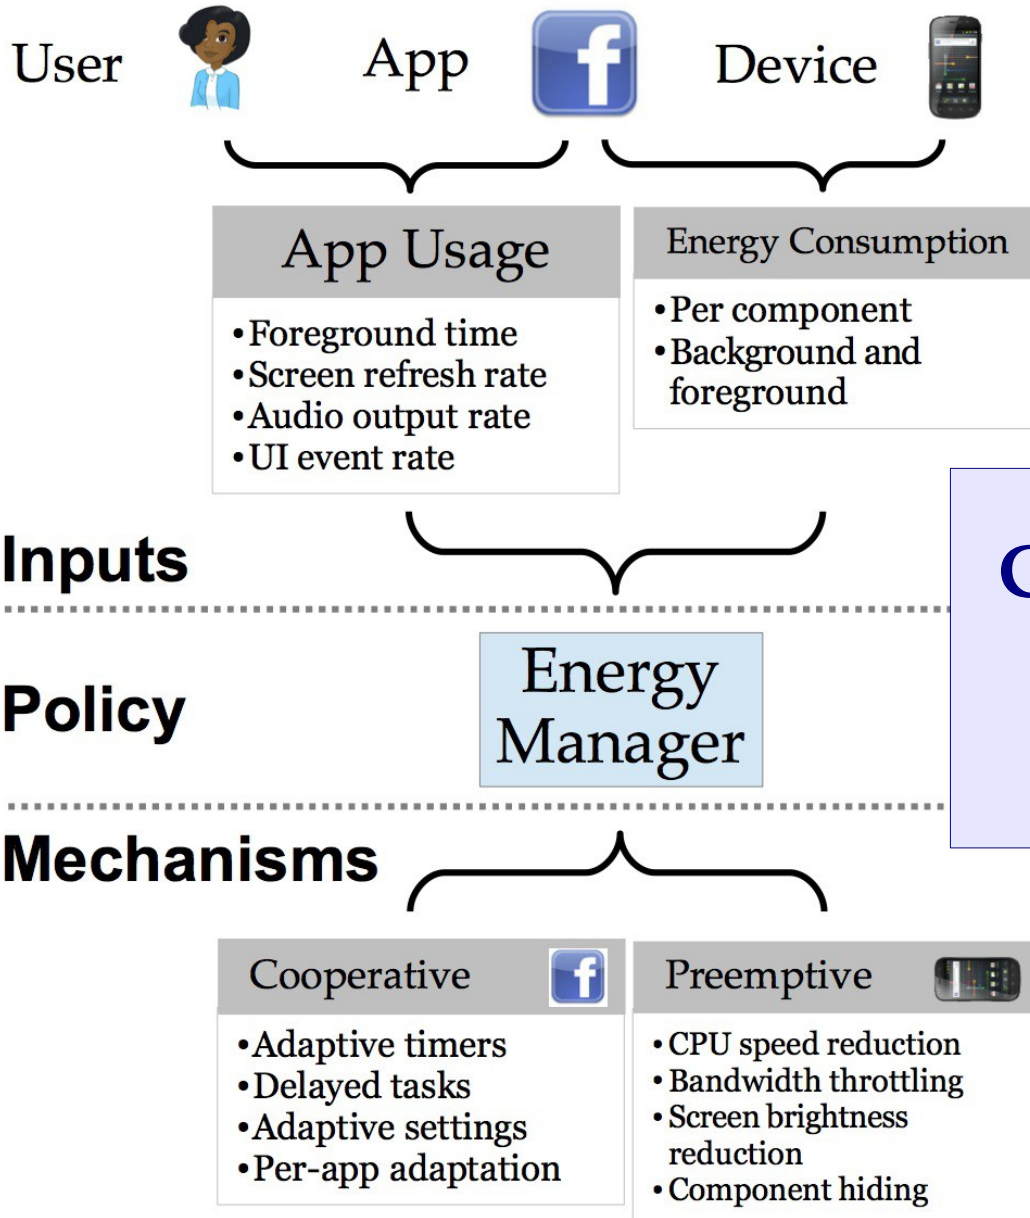 User
App
f
Device
App Usage
•Foreground time
•Screen refresh rate
•Audio output rate
•UI event rate
Energy Consumption
•Per component
•Background and
foreground
Inputs
Policy
Energy
Manager
Mechanisms
Cooperative
f
•Adaptive timers
•Delayed tasks
•Adaptive settings
•Per-app adaptation
Preemptive
•CPU speed reduction
•Bandwidth throttling
•Screen brightness
reduction
•Component hiding